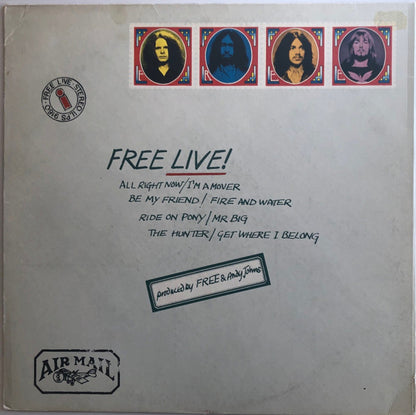 F R E E
FREE LIVE STEREO ILPS 9160
FREE LIVE!
ALL RIGHT NOW/I'M A MOVER
BE MY FRIEND/ FIRE AND WATER
RIDE ON PONY/MR BIG
THE HUNTER/GET WHERE I BELONG
produced by FREE & Andy Johns
AIR MAIL